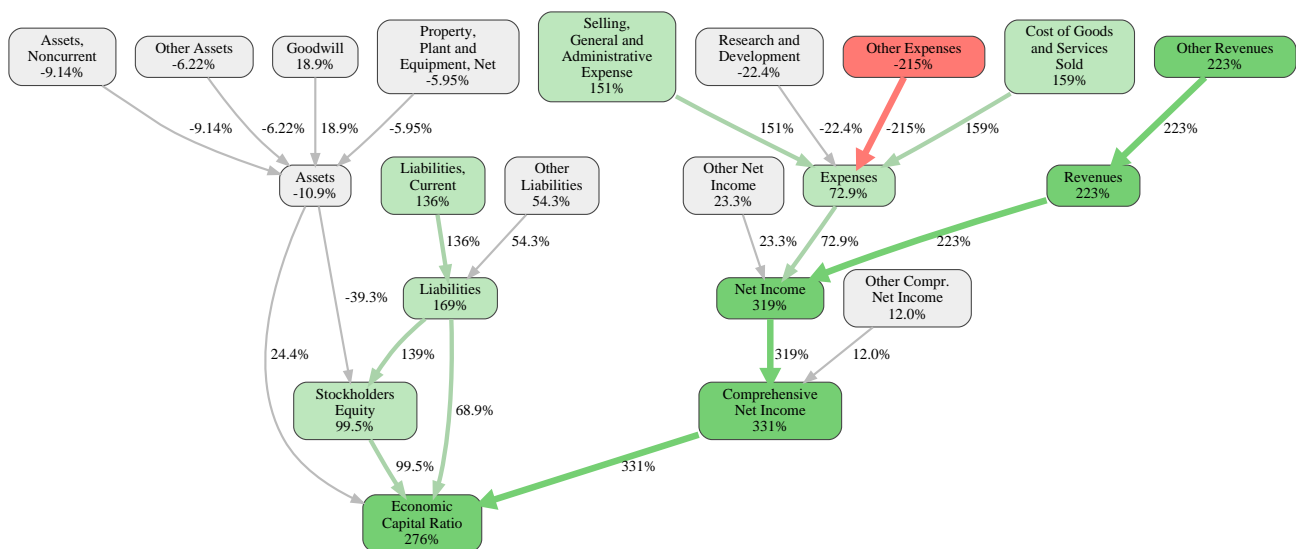 Assets,
Noncurrent
-9.14%
Other Assets
-6.22%
Goodwill
18.9%
Property,
Plant and
Equipment, Net
-5.95%
Selling,
General and
Administrative
Expense
151%
Research and
Development
-22.4%
Other Expenses
-215%
Cost of Goods
and Services
Sold
159%
Other Revenues
223%
-9.14%
-6.22%
18.9%
-5.95%
151%
-22.4%
-215%
159%
223%
Assets
-10.9%
Liabilities,
Current
136%
Other
Liabilities
54.3%
Other Net
Income
23.3%
Expenses
72.9%
Revenues
223%
136%
54.3%
23.3%
72.9%
223%
-39.3%
Liabilities
169%
Net Income
319%
Other Compr.
Net Income
12.0%
24.4%
139%
68.9%
319%
12.0%
Stockholders
Equity
99.5%
Comprehensive
Net Income
331%
99.5%
331%
Economic
Capital Ratio
276%